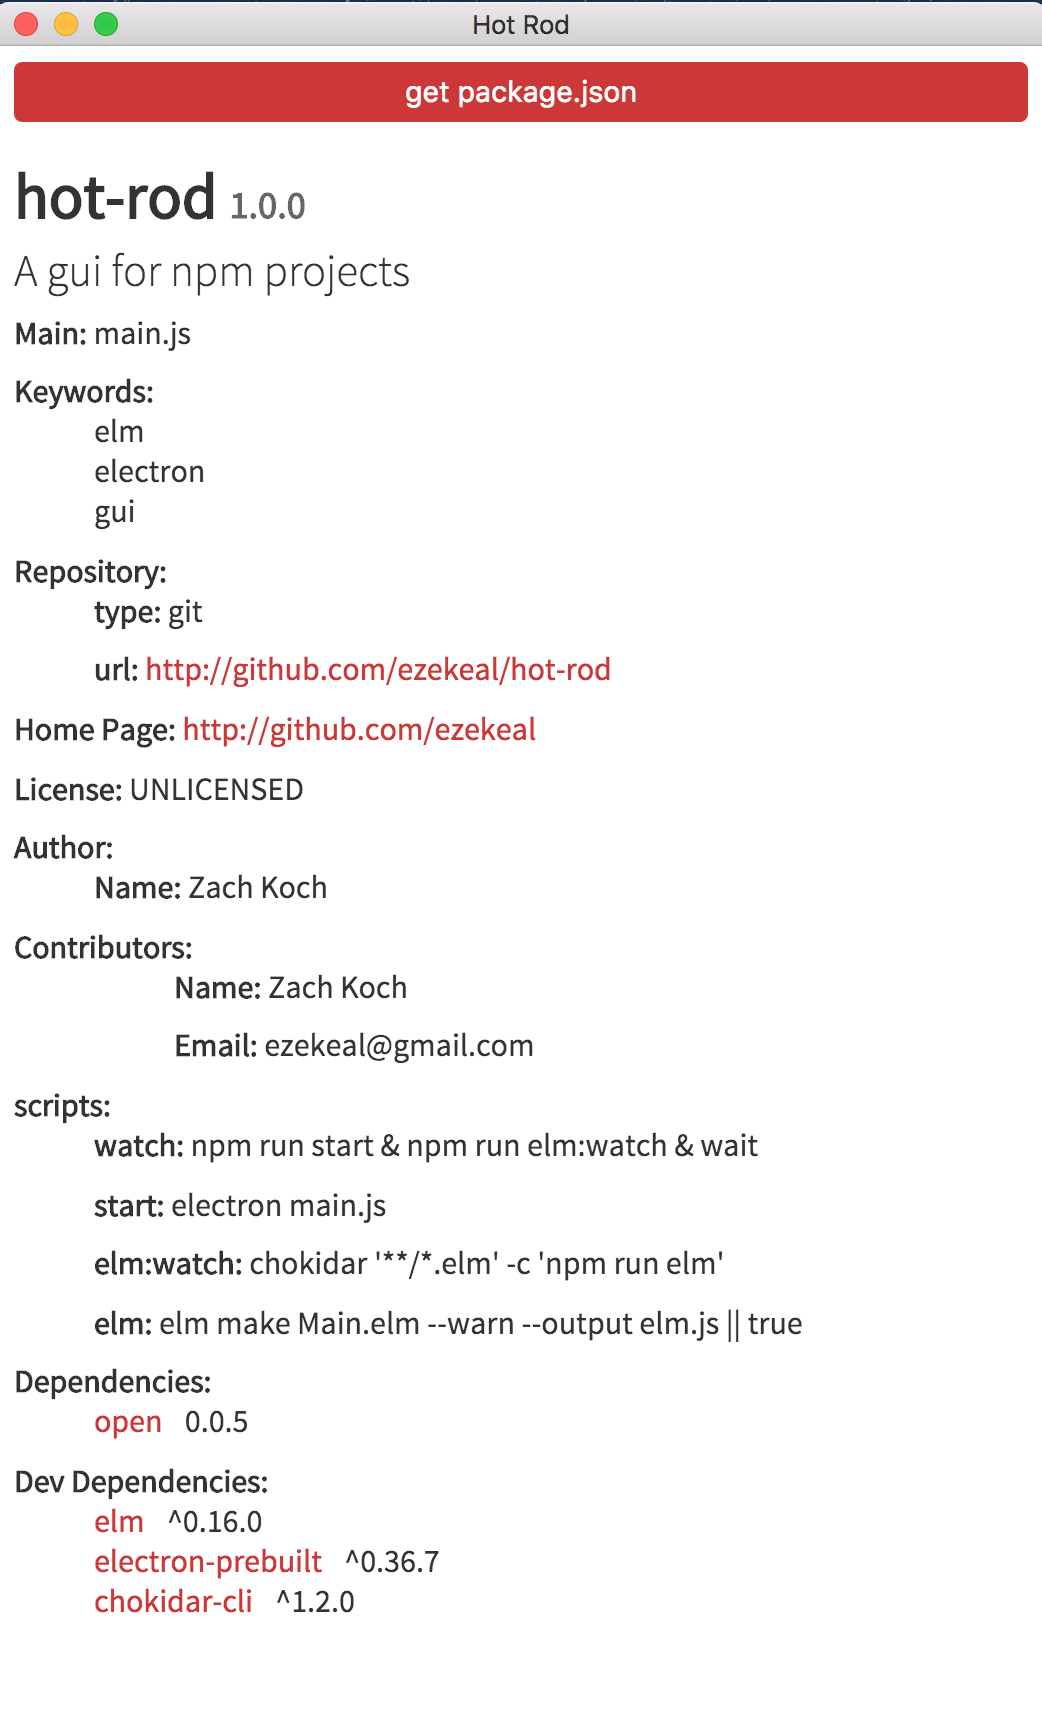 Hot Rod
get package.json
hot-rod 1.0.0
A gui for npm projects
Main: main.js
Keywords:
elm
electron
gui
Repository:
type: git
url: http://github.com/ezekeal/hot-rod
Home Page: http://github.com/ezekeal
License: UNLICENSED
Author:
Name: Zach Koch
Contributors:
Name: Zach Koch
Email: ezekeal@gmail.com
scripts:
watch: npm run start & npm run elm:watch & wait
start: electron main.js
elm:watch: chokidar '**/*.elm' -c 'npm run elm'
elm: elm make Main.elm --warn --output elm.js || true
Dependencies:
open 0.0.5
Dev Dependencies:
elm ^0.16.0
electron-prebuilt ^0.36.7
chokidar-cli ^1.2.0